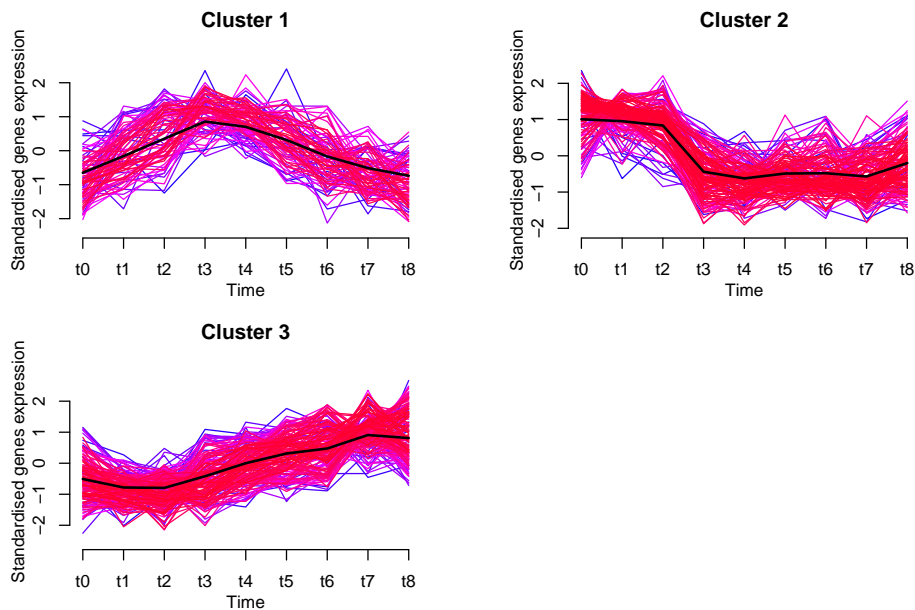 Cluster 1
Standardised genes expression
2
1
0
−1
−2
t0 t1 t2 t3 t4 t5 t6 t7 t8
Time
Cluster 2
Standardised genes expression
2
1
0
−1
−2
t0 t1 t2 t3 t4 t5 t6 t7 t8
Time
Cluster 3
Standardised genes expression
2
1
0
−1
−2
t0 t1 t2 t3 t4 t5 t6 t7 t8
Time